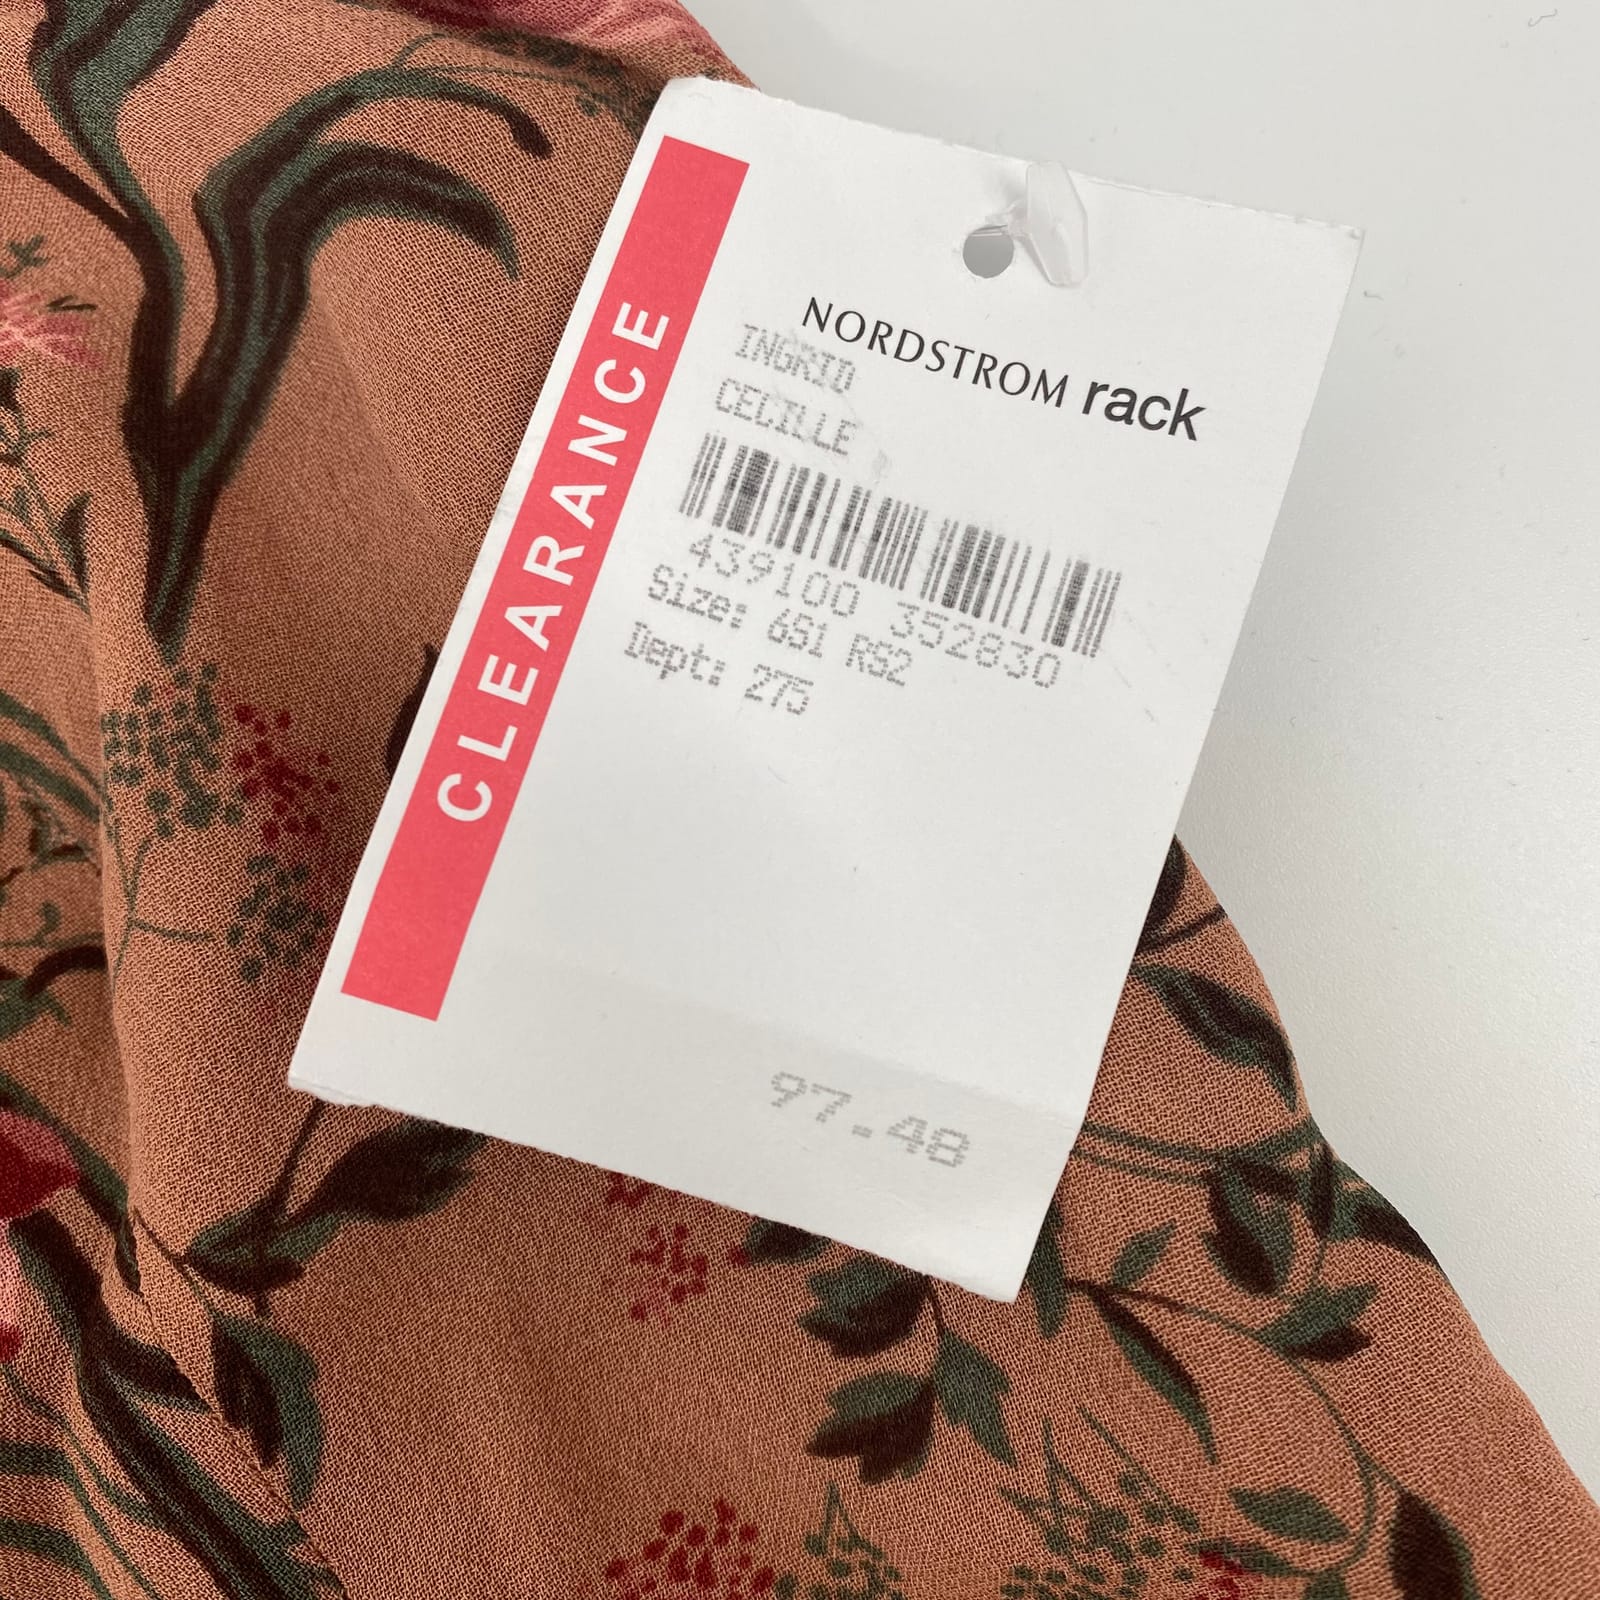 CLEARANCE
NORDSTROM rack
INGRID
CECILLE
439100 352830
Size: 651 RS2
Dept: 275
97.48